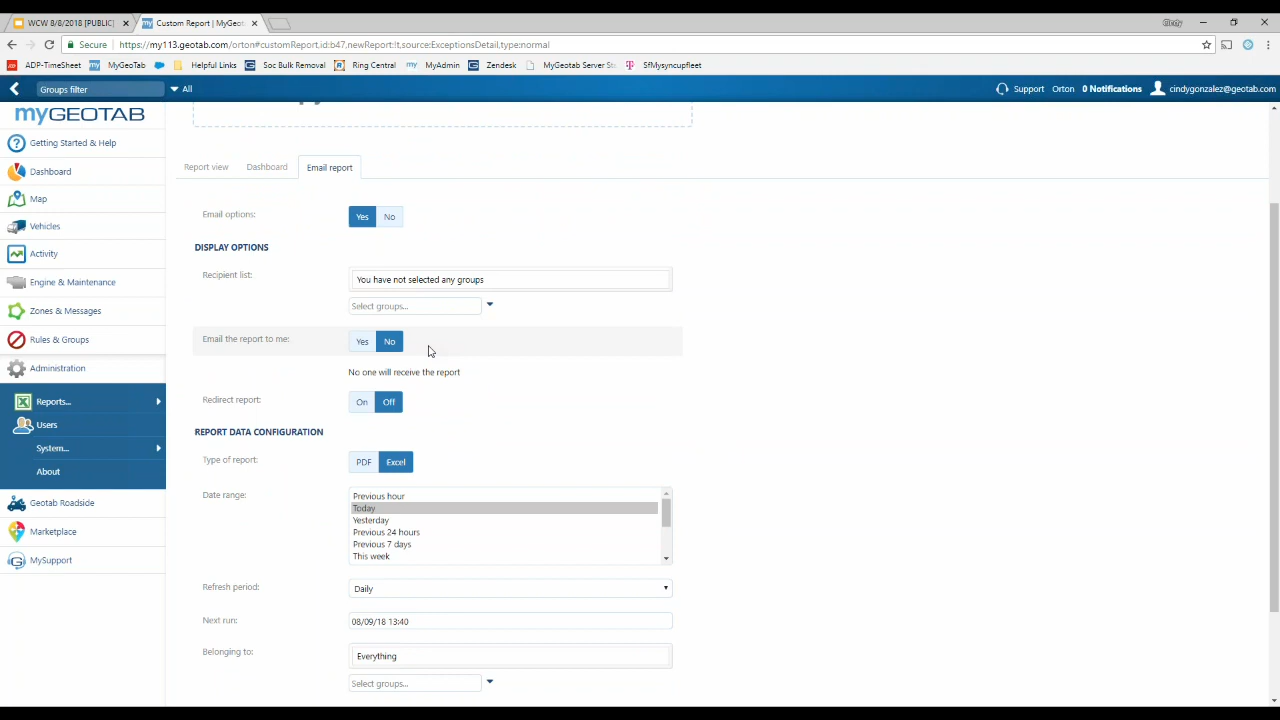 WCW 8/8/2018 [PUBLIC]
Custom Report | MyGeot
Cindy
Secure
https://my113.geotab.com/orton#customReport,id:b47,newReport:!t,source:ExceptionsDetail,type:normal
ADP-TimeSheet
MyGeoTab
Helpful Links
Soc Bulk Removal
Ring Central
MyAdmin
Zendesk
MyGeotab Server St
SfMysyncupfleet
Groups filter
All
Support
Orton
0 Notifications
cindygonzalez@geotab.com
myGEOTAB
Getting Started & Help
Dashboard
Map
Vehicles
Activity
Engine & Maintenance
Zones & Messages
Rules & Groups
Administration
Reports...
Users
System...
About
Geotab Roadside
Marketplace
MySupport
Report view
Dashboard
Email report
Email options:
Yes No
DISPLAY OPTIONS
Recipient list:
You have not selected any groups
Select groups...
Email the report to me:
Yes No
No one will receive the report
Redirect report:
On Off
REPORT DATA CONFIGURATION
Type of report:
PDF Excel
Date range:
Previous hour
Today
Yesterday
Previous 24 hours
Previous 7 days
This week
Refresh period:
Daily
Next run:
08/09/18 13:40
Belonging to:
Everything
Select groups...